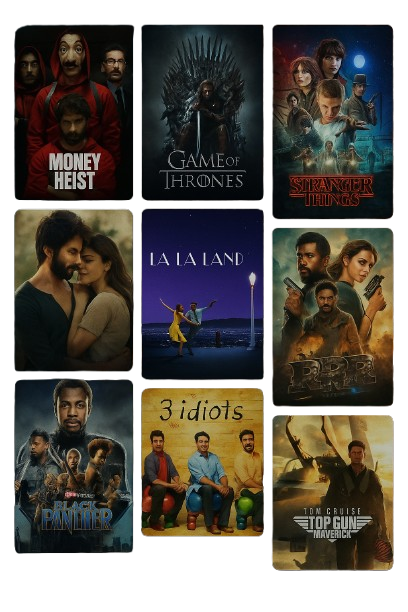 MONEY
HEIST
GAME OF
THRONES
STRANGER
THINGS
LA LA LAND
RRR
BLACK
PANTHER
3 idiots
TOM CRUISE
TOP GUN
MAVERICK